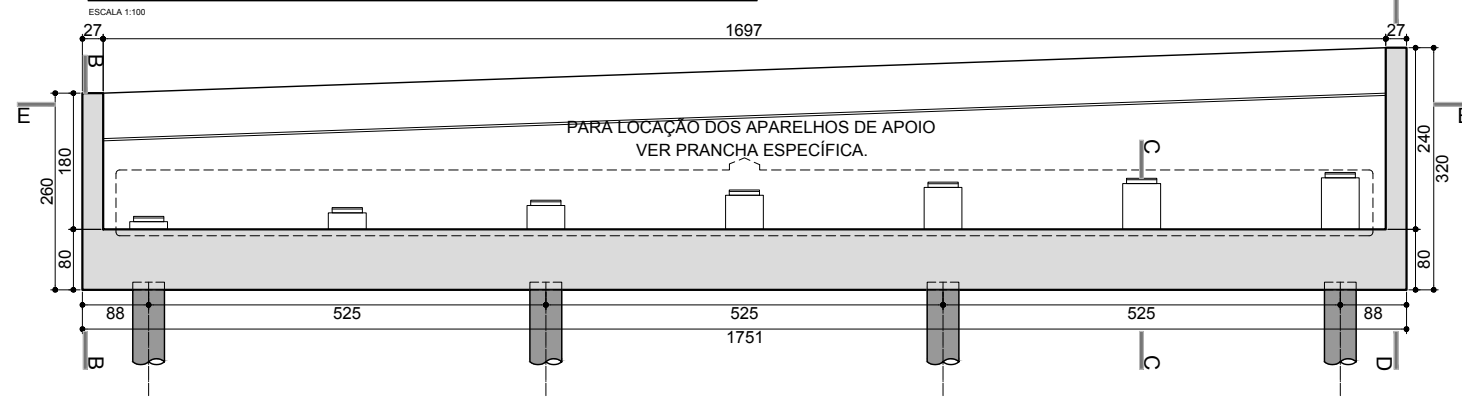 ESCALA 1:100
27 1697 27
B
E E
PARA LOCAÇÃO DOS APARELHOS DE APOIO
VER PRANCHA ESPECÍFICA.
C
260 180 240 320
80 80
88 525 525 525 88
1751
B C D